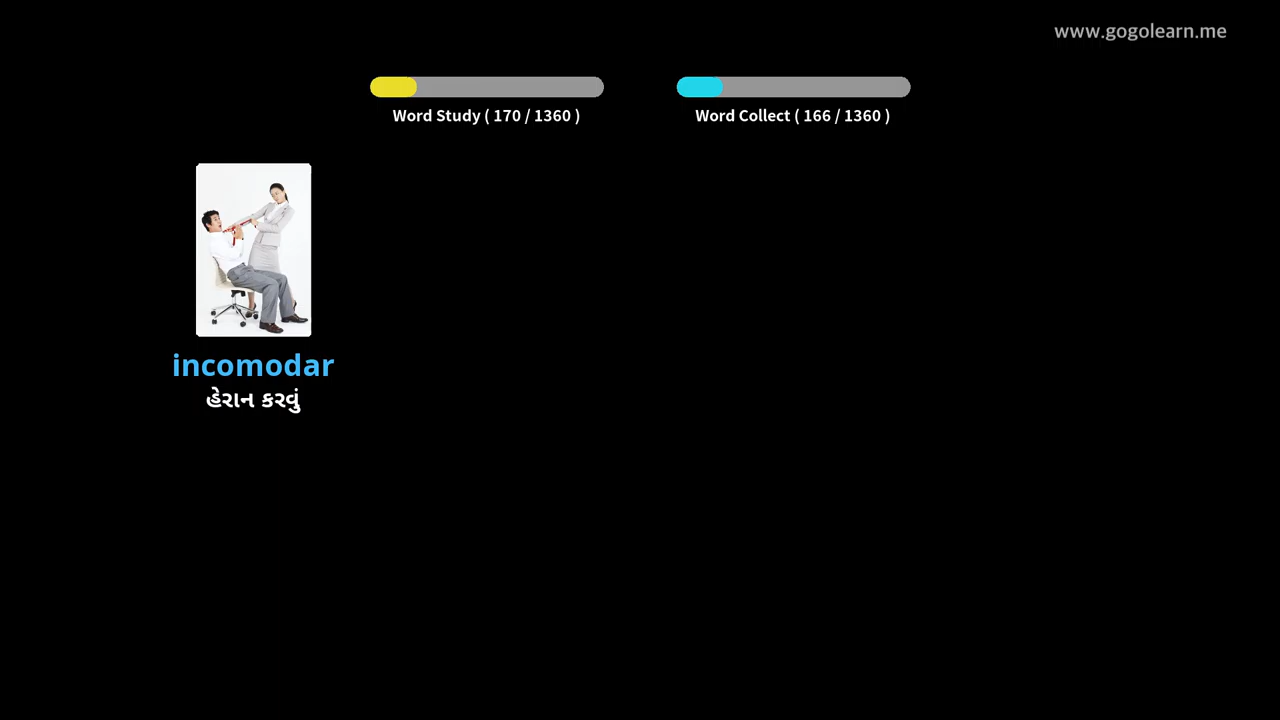 www.gogolearn.me
Word Study ( 170 / 1360 )
Word Collect ( 166 / 1360 )
incomodar
હેરાન કરવું